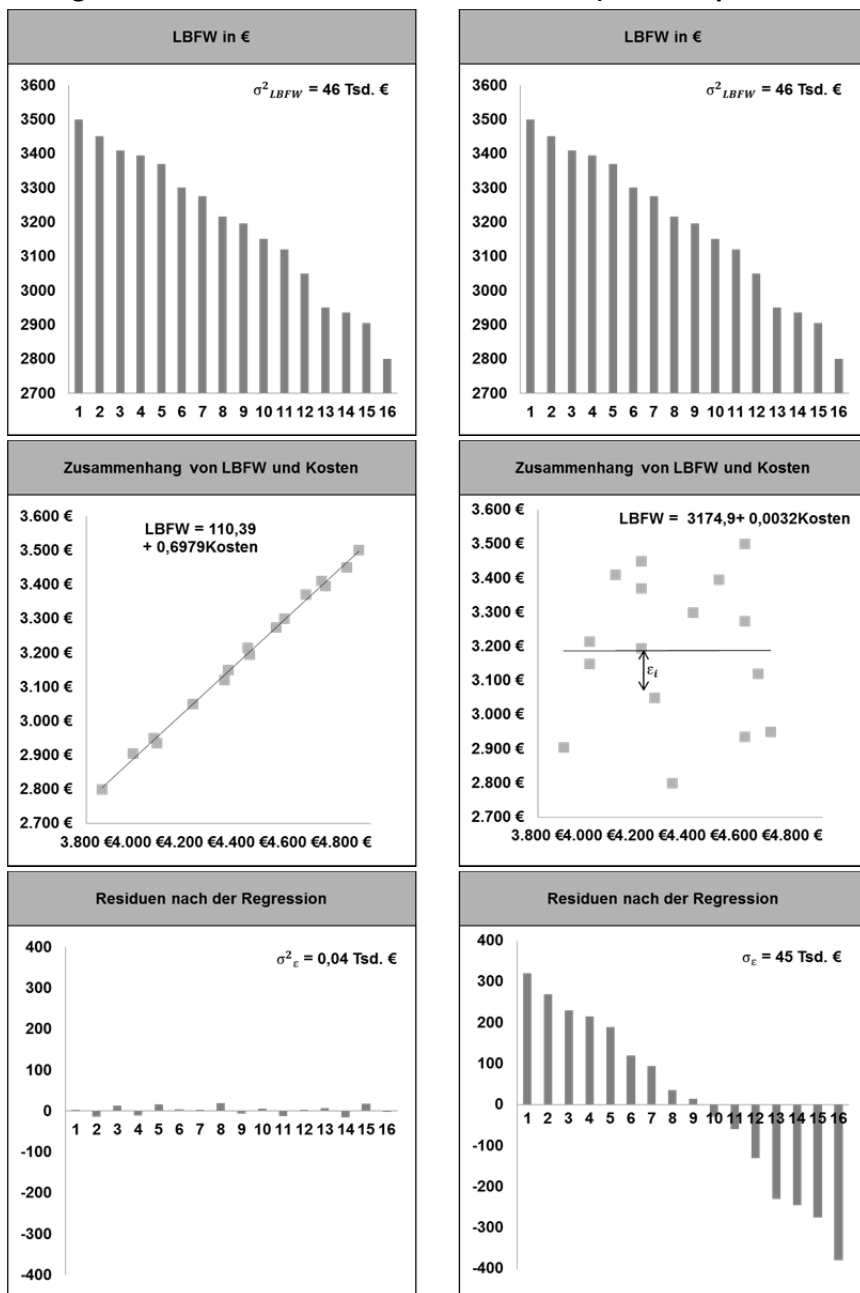 LBFW in €
3600
σ²LBFW = 46 Tsd. €
3500
3400
3300
3200
3100
3000
2900
2800
2700
1 2 3 4 5 6 7 8 9 10 11 12 13 14 15 16
LBFW in €
3600
σ²LBFW = 46 Tsd. €
3500
3400
3300
3200
3100
3000
2900
2800
2700
1 2 3 4 5 6 7 8 9 10 11 12 13 14 15 16
Zusammenhang von LBFW und Kosten
3.600 €
LBFW = 110,39
+ 0,6979Kosten
3.500 €
3.400 €
3.300 €
3.200 €
3.100 €
3.000 €
2.900 €
2.800 €
2.700 €
3.800 €4.000 €4.200 €4.400 €4.600 €4.800 €
Zusammenhang von LBFW und Kosten
3.600 €
LBFW = 3174,9+ 0,0032Kosten
3.500 €
3.400 €
3.300 €
3.200 €
3.100 €
εi
3.000 €
2.900 €
2.800 €
2.700 €
3.800 €4.000 €4.200 €4.400 €4.600 €4.800 €
Residuen nach der Regression
400
σ²ε = 0,04 Tsd. €
300
200
100
0
1 2 3 4 5 6 7 8 9 10 11 12 13 14 15 16
-100
-200
-300
-400
Residuen nach der Regression
400
σε = 45 Tsd. €
300
200
100
0
1 2 3 4 5 6 7 8 9 10 11 12 13 14 15 16
-100
-200
-300
-400